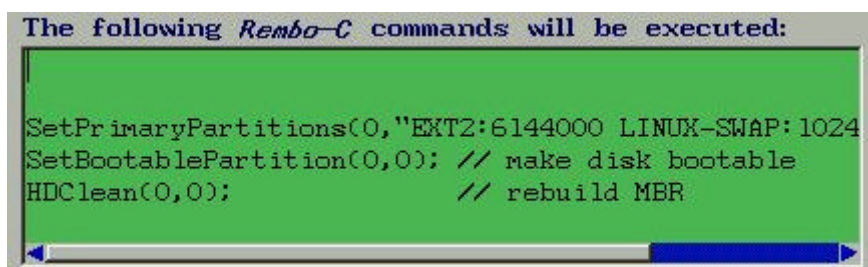 The following Rembo-C commands will be executed:
SetPrimaryPartitions(0,"EXT2:6144000 LINUX-SWAP:1024
SetBootablePartition(0,0); // make disk bootable
HDClean(0,0); // rebuild MBR